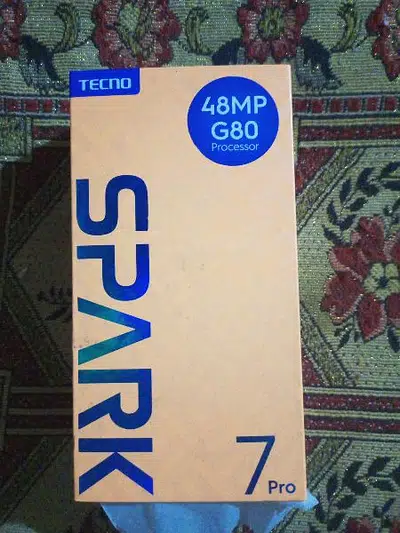 TECNO
48MP
G80
Processor
SPARK
7 Pro